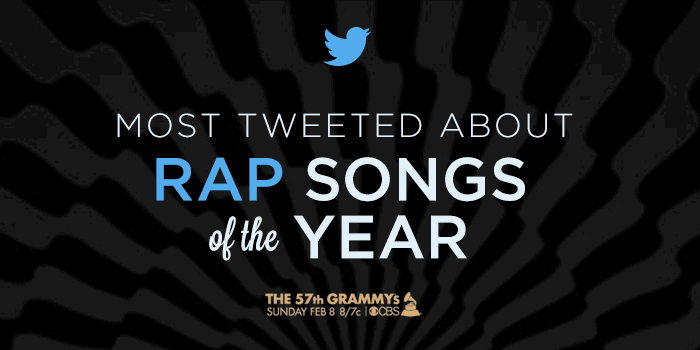 MOST TWEETED ABOUT
RAP SONGS
of the YEAR
THE 57th GRAMMYs
SUNDAY FEB 8 8/7c | CBS